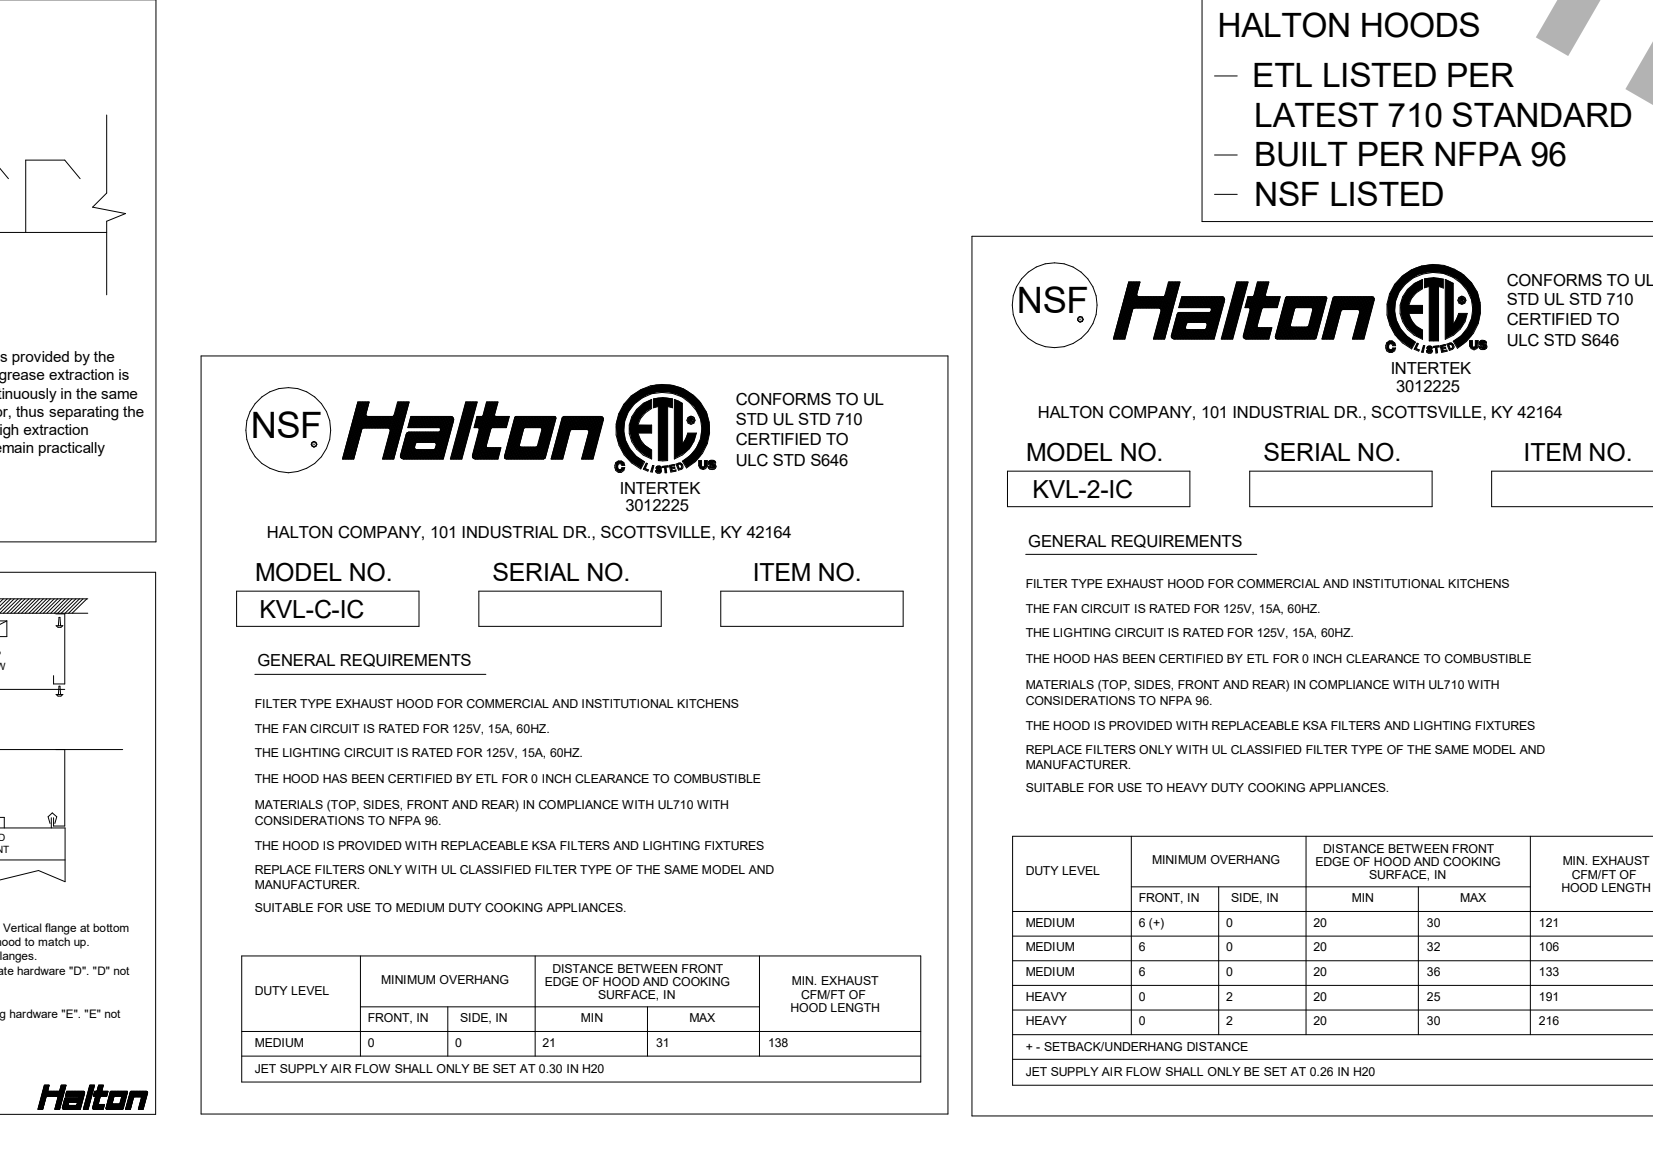 HALTON HOODS
— ETL LISTED PER
LATEST 710 STANDARD
— BUILT PER NFPA 96
— NSF LISTED
s provided by the
grease extraction is
tinuously in the same
or, thus separating the
igh extraction
emain practically
W
D
NT
Vertical flange at bottom
hood to match up.
langes.
ate hardware "D". "D" not
g hardware "E". "E" not
Halton
NSF
Halton
ETL
C LISTED US
INTERTEK
3012225
CONFORMS TO UL
STD UL STD 710
CERTIFIED TO
ULC STD S646
HALTON COMPANY, 101 INDUSTRIAL DR., SCOTTSVILLE, KY 42164
MODEL NO. SERIAL NO. ITEM NO.
KVL-C-IC
GENERAL REQUIREMENTS
FILTER TYPE EXHAUST HOOD FOR COMMERCIAL AND INSTITUTIONAL KITCHENS
THE FAN CIRCUIT IS RATED FOR 125V, 15A, 60HZ.
THE LIGHTING CIRCUIT IS RATED FOR 125V, 15A, 60HZ.
THE HOOD HAS BEEN CERTIFIED BY ETL FOR 0 INCH CLEARANCE TO COMBUSTIBLE
MATERIALS (TOP, SIDES, FRONT AND REAR) IN COMPLIANCE WITH UL710 WITH
CONSIDERATIONS TO NFPA 96.
THE HOOD IS PROVIDED WITH REPLACEABLE KSA FILTERS AND LIGHTING FIXTURES
REPLACE FILTERS ONLY WITH UL CLASSIFIED FILTER TYPE OF THE SAME MODEL AND
MANUFACTURER.
SUITABLE FOR USE TO MEDIUM DUTY COOKING APPLIANCES.
DUTY LEVEL
MINIMUM OVERHANG
DISTANCE BETWEEN FRONT
EDGE OF HOOD AND COOKING
SURFACE, IN
MIN. EXHAUST
CFM/FT OF
HOOD LENGTH
FRONT, IN SIDE, IN MIN MAX
MEDIUM 0 0 21 31 138
JET SUPPLY AIR FLOW SHALL ONLY BE SET AT 0.30 IN H20
NSF
Halton
ETL
C LISTED US
INTERTEK
3012225
CONFORMS TO UL
STD UL STD 710
CERTIFIED TO
ULC STD S646
HALTON COMPANY, 101 INDUSTRIAL DR., SCOTTSVILLE, KY 42164
MODEL NO. SERIAL NO. ITEM NO.
KVL-2-IC
GENERAL REQUIREMENTS
FILTER TYPE EXHAUST HOOD FOR COMMERCIAL AND INSTITUTIONAL KITCHENS
THE FAN CIRCUIT IS RATED FOR 125V, 15A, 60HZ.
THE LIGHTING CIRCUIT IS RATED FOR 125V, 15A, 60HZ.
THE HOOD HAS BEEN CERTIFIED BY ETL FOR 0 INCH CLEARANCE TO COMBUSTIBLE
MATERIALS (TOP, SIDES, FRONT AND REAR) IN COMPLIANCE WITH UL710 WITH
CONSIDERATIONS TO NFPA 96.
THE HOOD IS PROVIDED WITH REPLACEABLE KSA FILTERS AND LIGHTING FIXTURES
REPLACE FILTERS ONLY WITH UL CLASSIFIED FILTER TYPE OF THE SAME MODEL AND
MANUFACTURER.
SUITABLE FOR USE TO HEAVY DUTY COOKING APPLIANCES.
DUTY LEVEL
MINIMUM OVERHANG
DISTANCE BETWEEN FRONT
EDGE OF HOOD AND COOKING
SURFACE, IN
MIN. EXHAUST
CFM/FT OF
HOOD LENGTH
FRONT, IN SIDE, IN MIN MAX
MEDIUM 6 (+) 0 20 30 121
MEDIUM 6 0 20 32 106
MEDIUM 6 0 20 36 133
HEAVY 0 2 20 25 191
HEAVY 0 2 20 30 216
+ - SETBACK/UNDERHANG DISTANCE
JET SUPPLY AIR FLOW SHALL ONLY BE SET AT 0.26 IN H20